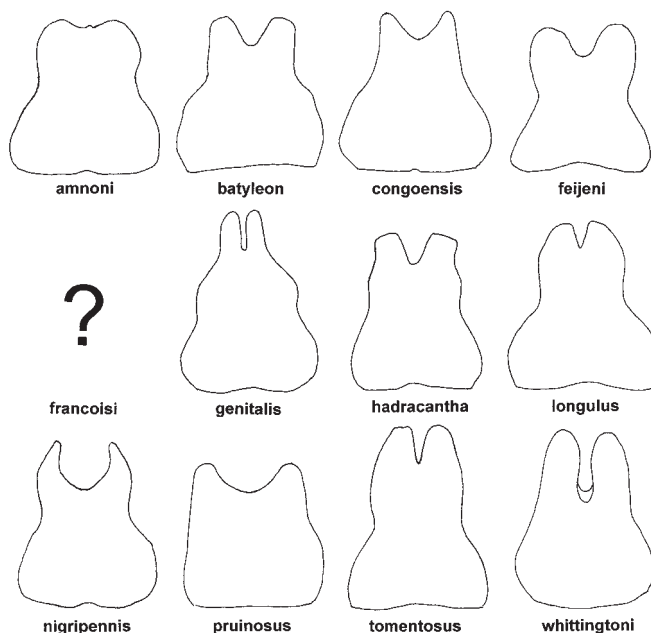 amnoni batyleon congoensis feijeni
?
francoisi genitalis hadracantha longulus
nigripennis pruinosus tomentosus whittingtoni